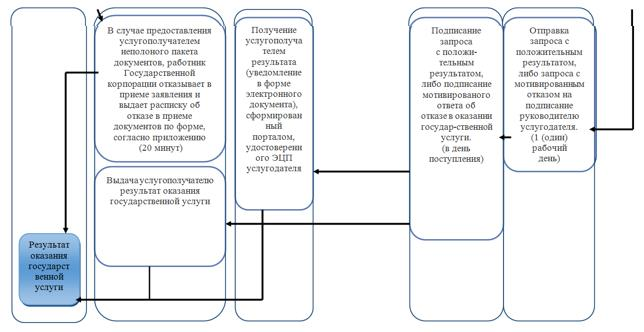 В случае предоставления
услугополучателем
неполоного пакета
документов, работник
Государственной
корпорации отказывает в
приеме заявления и
выдает расписку об
отказе в приеме
документов по форме,
согласно приложению
(20 минут)
Выдача услугополучателю
результат оказания
государственной услуги
Получение
услугополуча
телем
результата
(уведомление
в форме
электронного
документа),
сформирован
ный
порталом,
удостоверенн
ого ЭЦП
услугодателя
Подписание
запроса
с положи-
тельным
результатом,
либо подписание
мотивированого
ответа об
отказе в оказании
государ-ственной
услуги.
(в день
поступления)
Отправка
запроса с
положительным
результатом,
либо запроса с
мотивированным
отказом на
подписание
руководителю
услугодателя.
(1 (один)
рабочий
день)
Результат
оказания
государст
венной
услуги